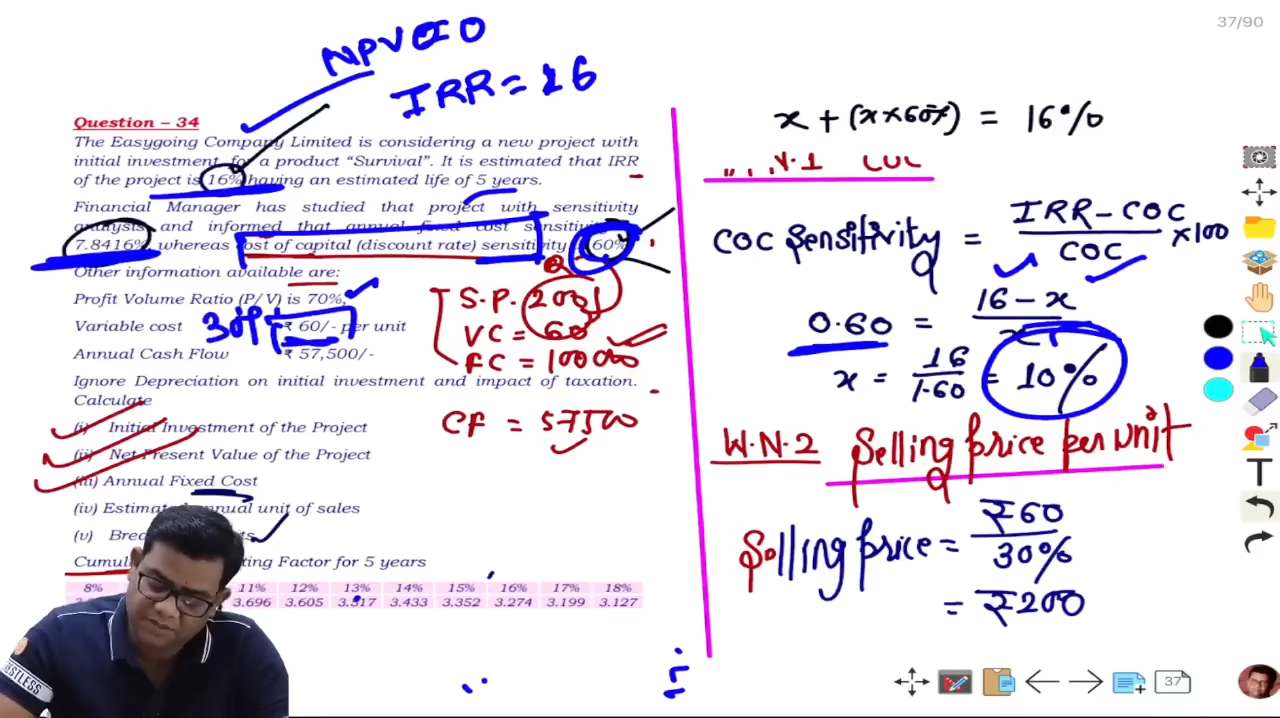 37/90
NPV 0
IRR = 16
Question – 34
The Easygoing Company Limited is considering a new project with
initial investment, for a product “Survival”. It is estimated that IRR
of the project is 16% having an estimated life of 5 years.
Financial Manager has studied that project with sensitivity
analysis and informed that annual fixed cost sensitivity
7.8416%, whereas cost of capital (discount rate) sensitivity 60%
Other information available are:
Profit Volume Ratio (P/V) is 70%,
Variable cost ₹ 60/- per unit
Annual Cash Flow ₹ 57,500/-
Ignore Depreciation on initial investment and impact of taxation.
Calculate
(i) Initial Investment of the Project
(ii) Net Present Value of the Project
(iii) Annual Fixed Cost
(iv) Estimated annual unit of sales
(v)
Factor for 5 years
8% 11% 12% 13% 14% 15% 16% 17% 18%
3.696 3.605 3.517 3.433 3.352 3.274 3.199 3.127
30%
S.P. 200
VC = 60
FC = 100000
CF = 57500
x + (x x 60%) = 16%
COC Sensitivity = IRR – COC / COC x100
0.60 = 16 – x
x = 16 / 1.60 = 10%
W.N.2 Selling price per unit
Selling price = ₹60 / 30%
= ₹200
37